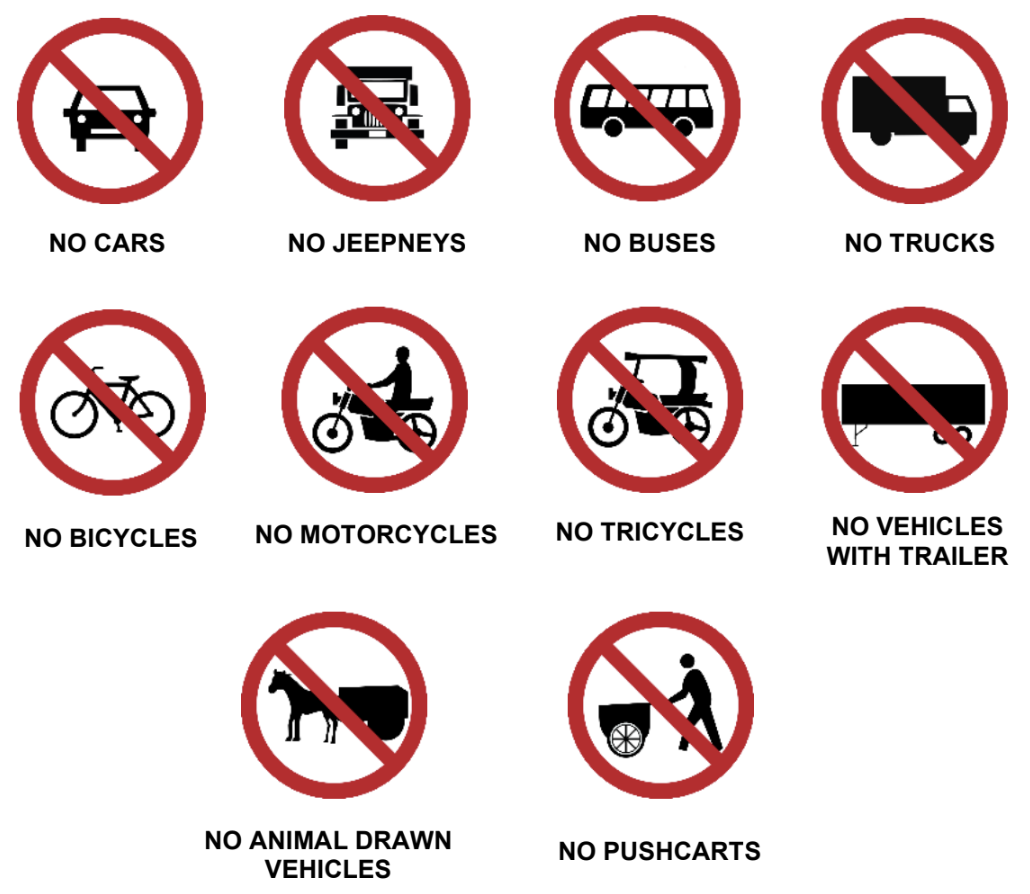 NO CARS
NO JEEPNEYS
NO BUSES
NO TRUCKS
NO BICYCLES
NO MOTORCYCLES
NO TRICYCLES
NO VEHICLES
WITH TRAILER
NO ANIMAL DRAWN
VEHICLES
NO PUSHCARTS